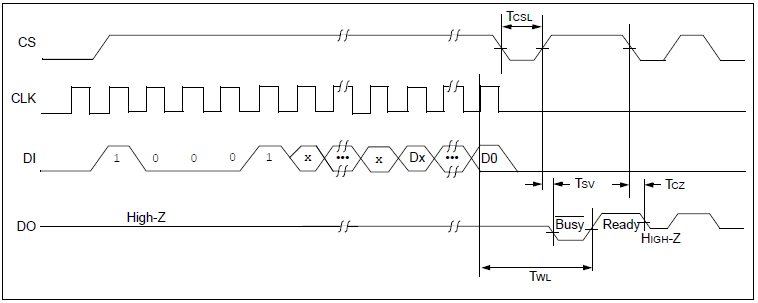 TCSL
CS
CLK
DI 1 0 0 0 1 x ••• x Dx ••• D0
TSV TCZ
DO High-Z Busy Ready HIGH-Z
TWL